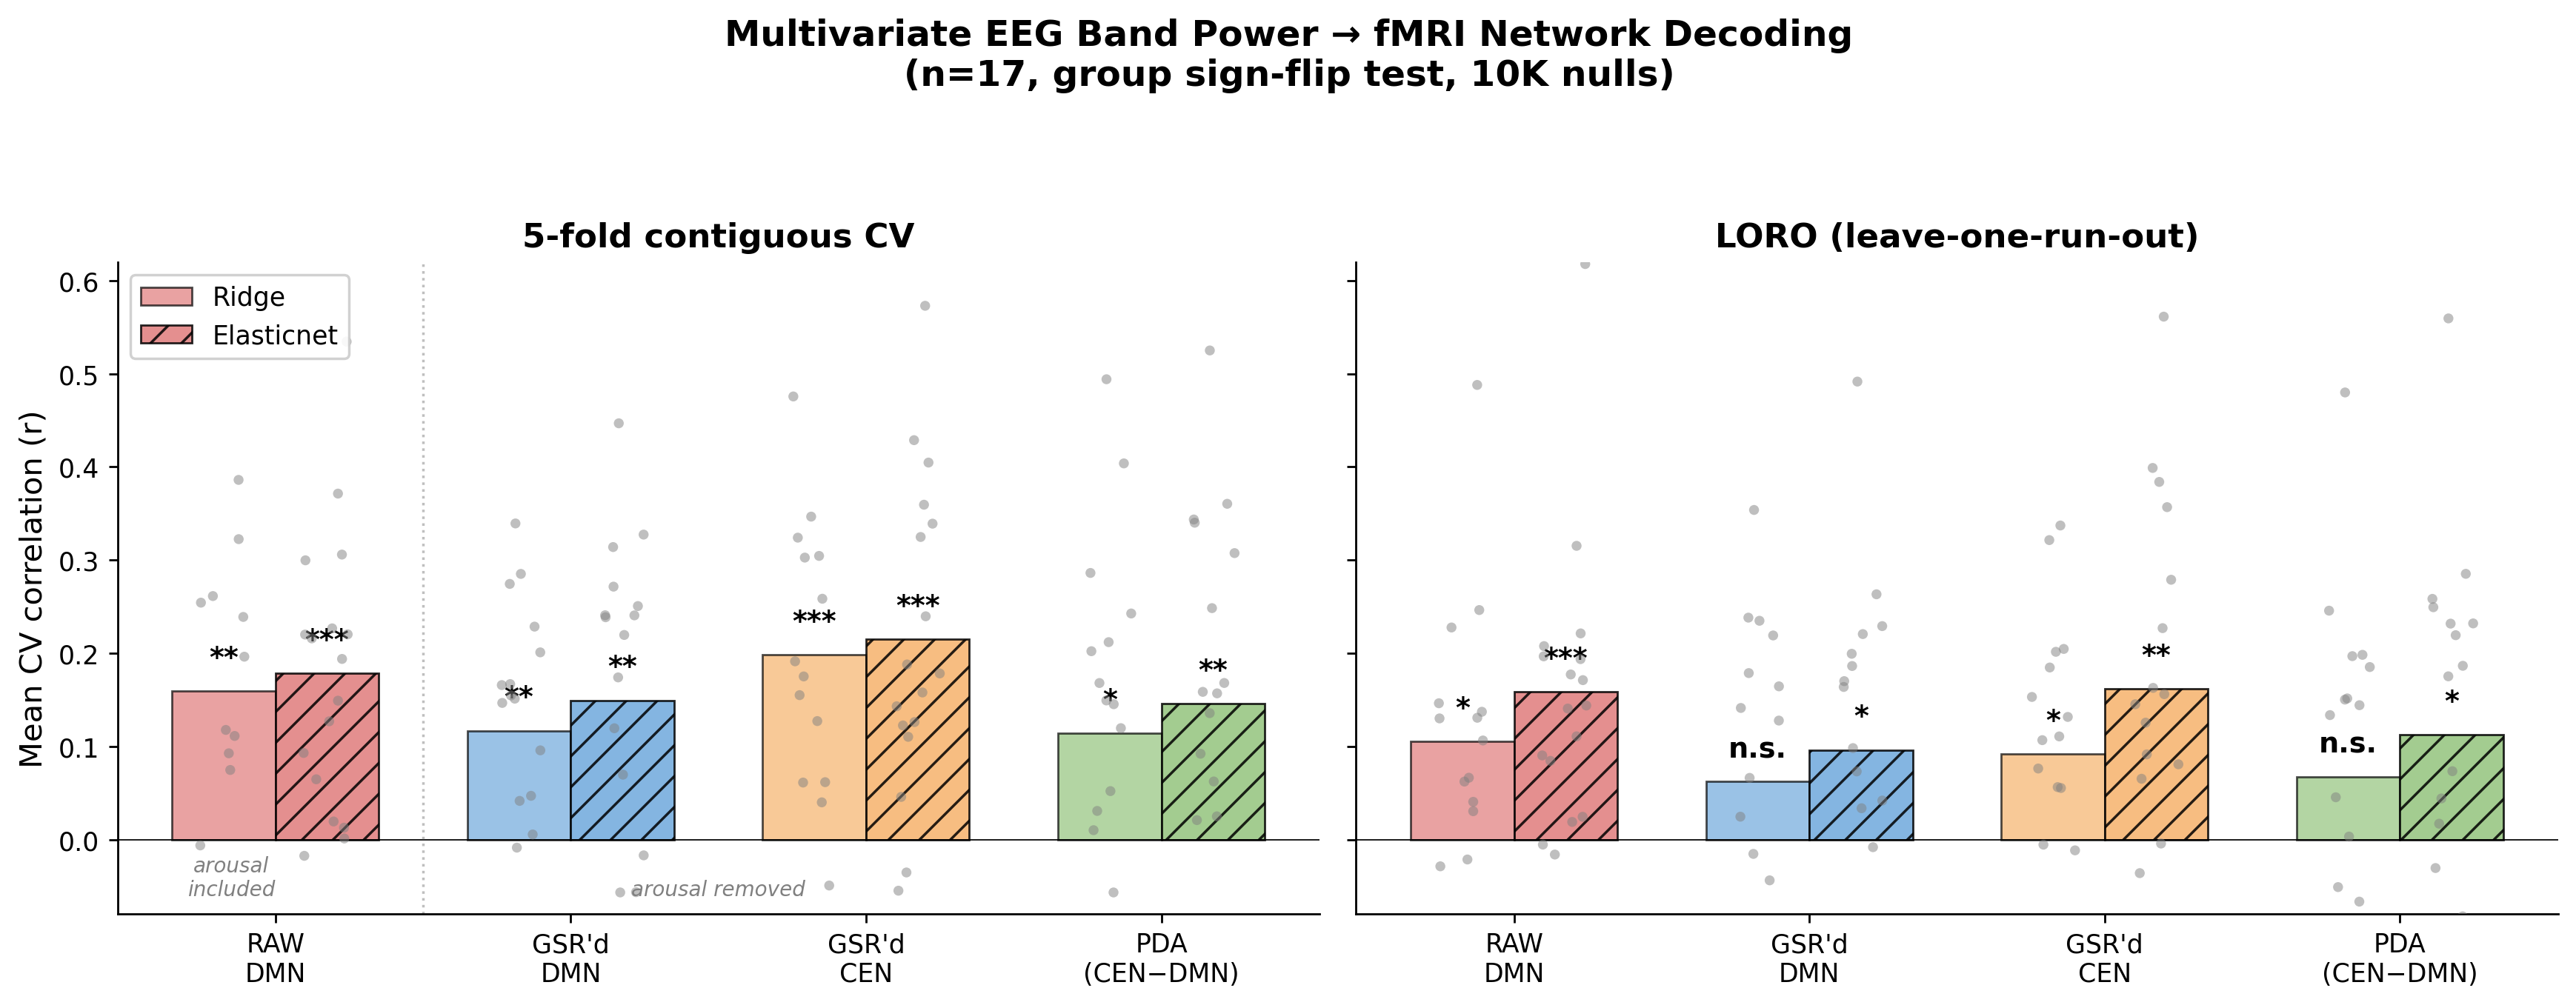 Multivariate EEG Band Power → fMRI Network Decoding
(n=17, group sign-flip test, 10K nulls)
5-fold contiguous CV
Mean CV correlation (r)
0.6
0.5
0.4
0.3
0.2
0.1
0.0
Ridge
Elasticnet
**
***
**
**
***
***
*
**
arousal
included
arousal removed
RAW
DMN
GSR'd
DMN
GSR'd
CEN
PDA
(CEN−DMN)
LORO (leave-one-run-out)
*
***
n.s.
*
*
**
n.s.
*
RAW
DMN
GSR'd
DMN
GSR'd
CEN
PDA
(CEN−DMN)